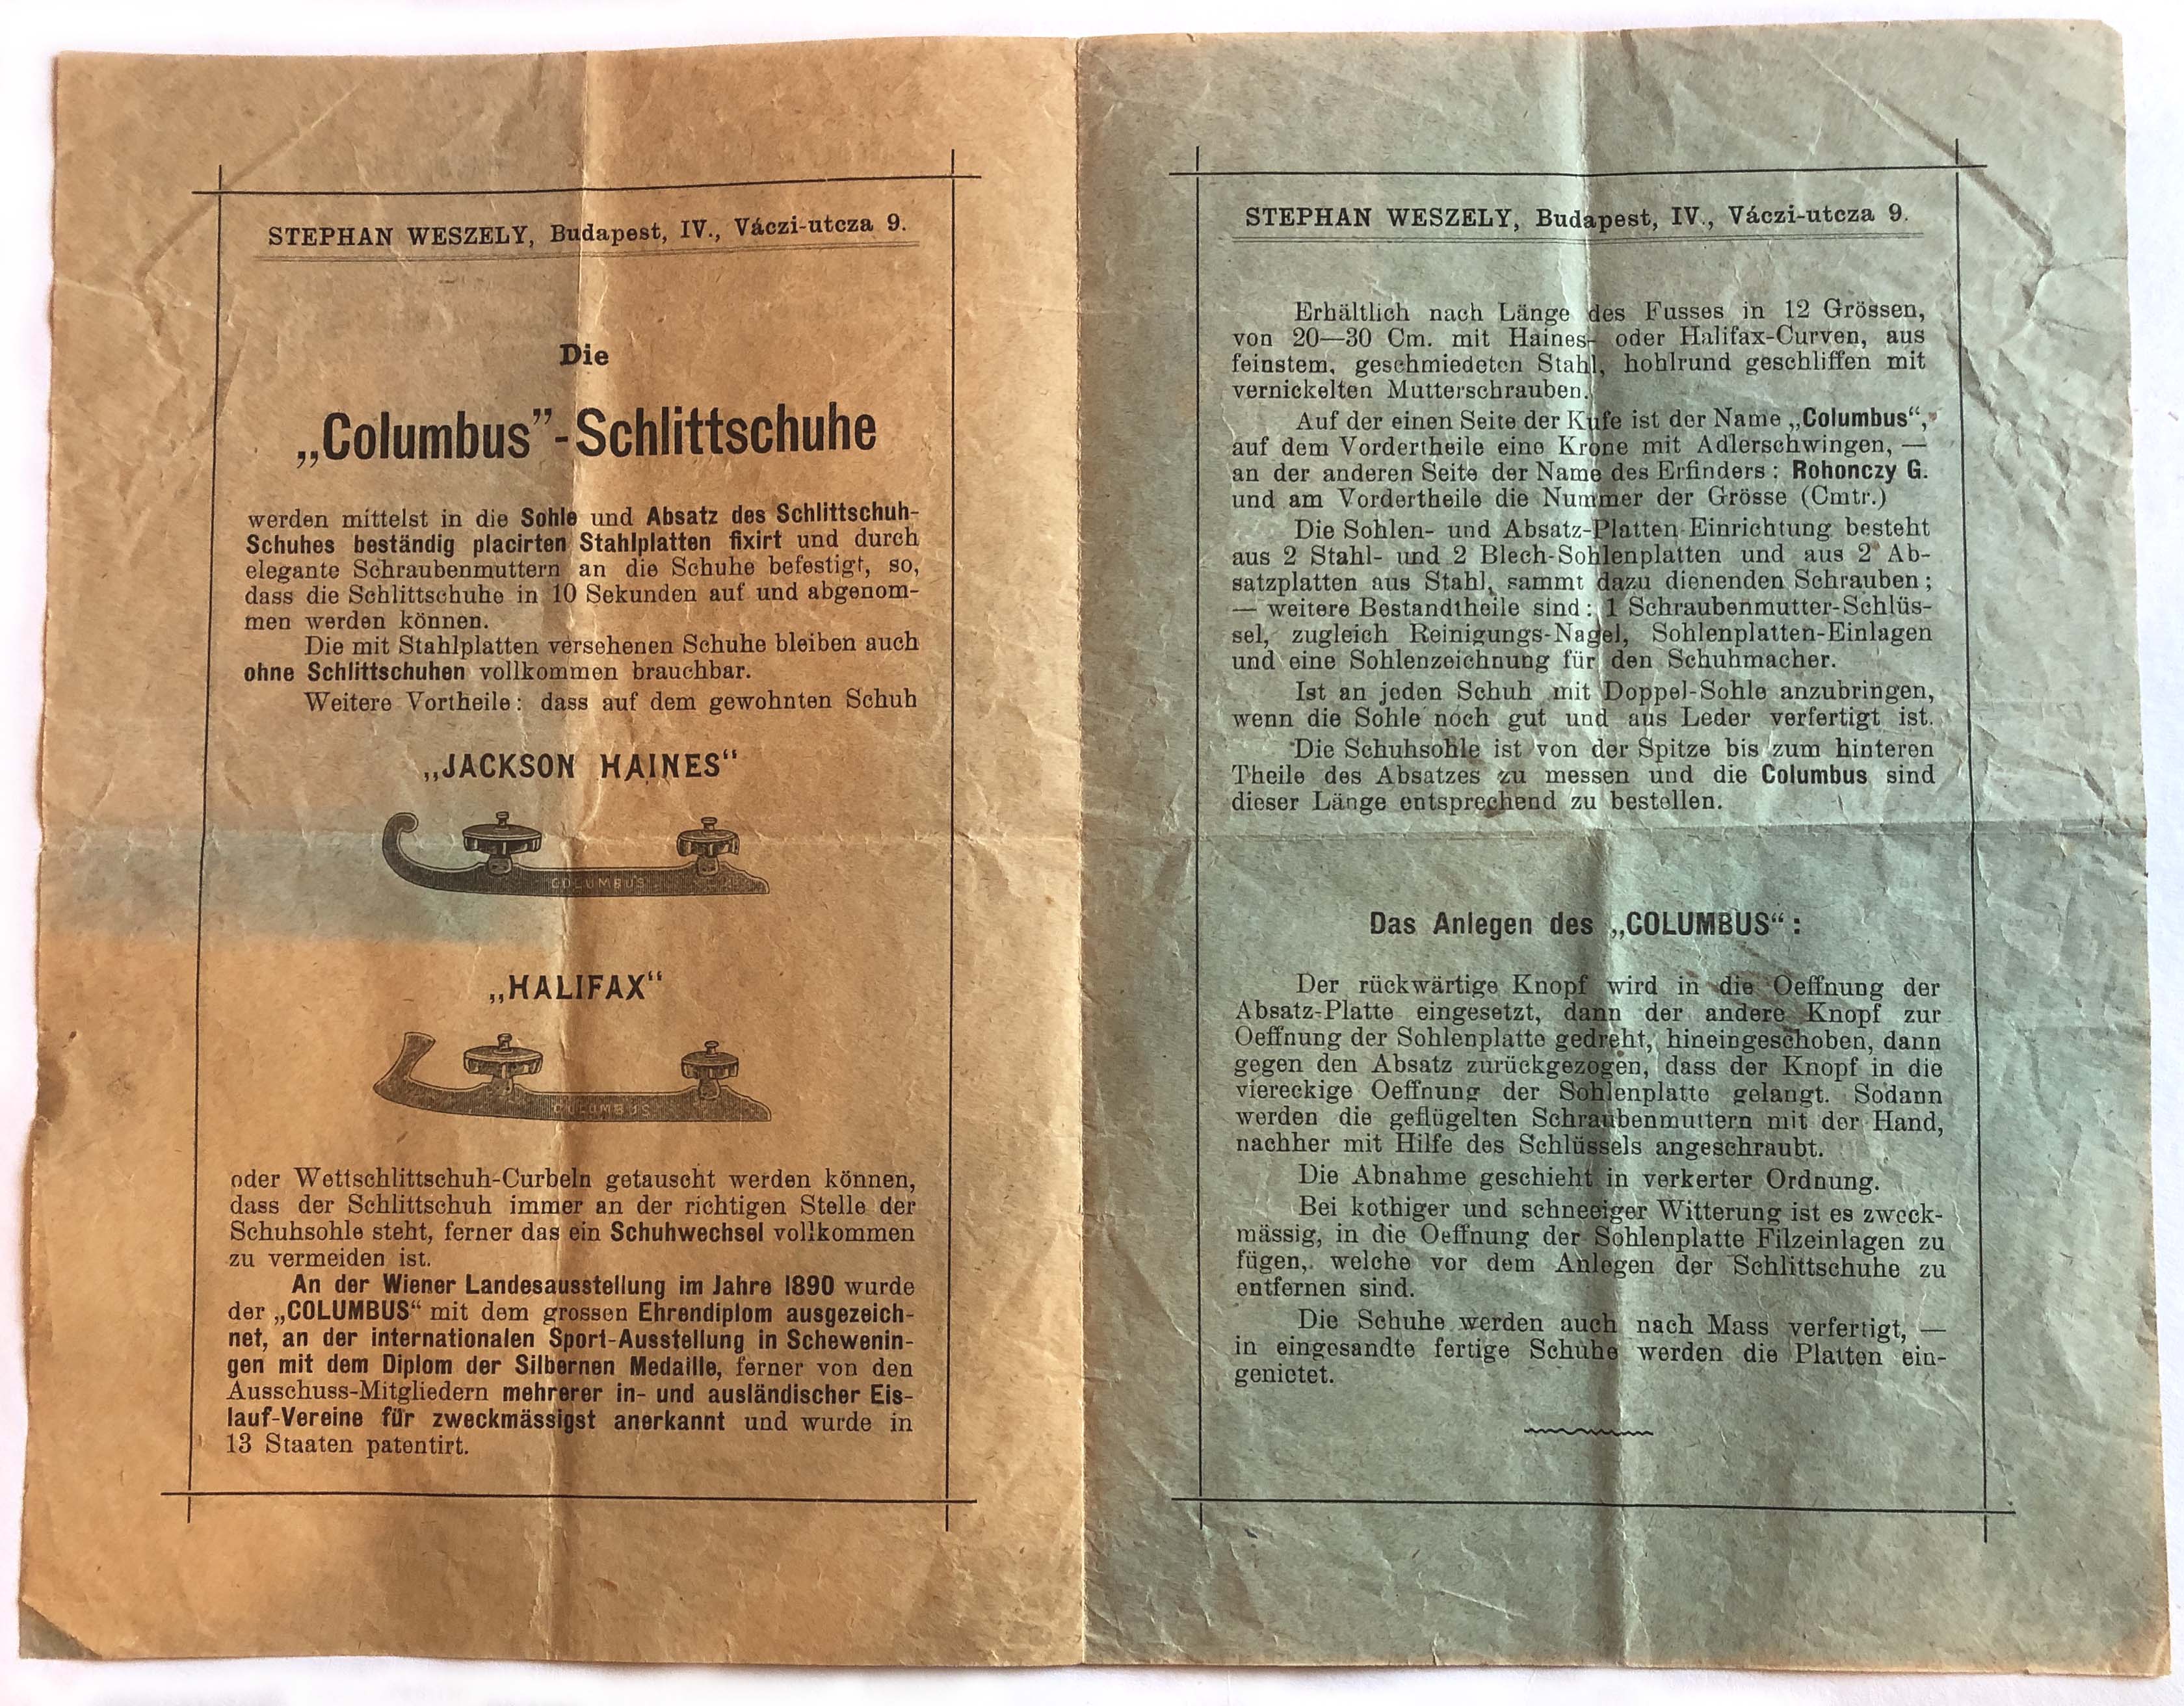 STEPHAN WESZELY, Budapest, IV., Váczi-utcza 9.
Die
„Columbus”-Schlittschuhe
werden mittelst in die Sohle und Absatz des Schlittschuh-
Schuhes beständig placirten Stahlplatten fixirt und durch
elegante Schraubenmuttern an die Schuhe befestigt, so,
dass die Schlittschuhe in 10 Sekunden auf und abgenom-
men werden können.
Die mit Stahlplatten versehenen Schuhe bleiben auch
ohne Schlittschuhen vollkommen brauchbar.
Weitere Vortheile: dass auf dem gewohnten Schuh
„JACKSON HAINES“
COLUMBUS
„HALIFAX“
COLUMBUS
oder Wettschlittschuh-Curbeln getauscht werden können,
dass der Schlittschuh immer an der richtigen Stelle der
Schuhsohle steht, ferner das ein Schuhwechsel vollkommen
zu vermeiden ist.
An der Wiener Landesausstellung im Jahre 1890 wurde
der „COLUMBUS“ mit dem grossen Ehrendiplom ausgezeich-
net, an der internationalen Sport-Ausstellung in Schewenin-
gen mit dem Diplom der Silbernen Medaille, ferner von den
Ausschuss-Mitgliedern mehrerer in- und ausländischer Eis-
lauf-Vereine für zweckmässigst anerkannt und wurde in
13 Staaten patentirt.
STEPHAN WESZELY, Budapest, IV., Váczi-utcza 9.
Erhältlich nach Länge des Fusses in 12 Grössen,
von 20—30 Cm. mit Haines- oder Halifax-Curven, aus
feinstem, geschmiedeten Stahl, hohlrund geschliffen mit
vernickelten Mutterschrauben.
Auf der einen Seite der Kufe ist der Name „Columbus“,
auf dem Vordertheile eine Krone mit Adlerschwingen, —
an der anderen Seite der Name des Erfinders: Rohonczy G.
und am Vordertheile die Nummer der Grösse (Cmtr.)
Die Sohlen- und Absatz-Platten Einrichtung besteht
aus 2 Stahl- und 2 Blech-Sohlenplatten und aus 2 Ab-
satzplatten aus Stahl, sammt dazu dienenden Schrauben;
— weitere Bestandtheile sind: 1 Schraubenmutter-Schlüs-
sel, zugleich Reinigungs-Nagel, Sohlenplatten-Einlagen
und eine Sohlenzeichnung für den Schuhmacher.
Ist an jeden Schuh mit Doppel-Sohle anzubringen,
wenn die Sohle noch gut und aus Leder verfertigt ist.
Die Schuhsohle ist von der Spitze bis zum hinteren
Theile des Absatzes zu messen und die Columbus sind
dieser Länge entsprechend zu bestellen.
Das Anlegen des „COLUMBUS“:
Der rückwärtige Knopf wird in die Oeffnung der
Absatz-Platte eingesetzt, dann der andere Knopf zur
Oeffnung der Sohlenplatte gedreht, hineingeschoben, dann
gegen den Absatz zurückgezogen, dass der Knopf in die
viereckige Oeffnung der Sohlenplatte gelangt. Sodann
werden die geflügelten Schraubenmuttern mit der Hand,
nachher mit Hilfe des Schlüssels angeschraubt.
Die Abnahme geschieht in verkerter Ordnung.
Bei kothiger und schneeiger Witterung ist es zweck-
mässig, in die Oeffnung der Sohlenplatte Filzeinlagen zu
fügen, welche vor dem Anlegen der Schlittschuhe zu
entfernen sind.
Die Schuhe werden auch nach Mass verfertigt, —
in eingesandte fertige Schuhe werden die Platten ein-
genietet.